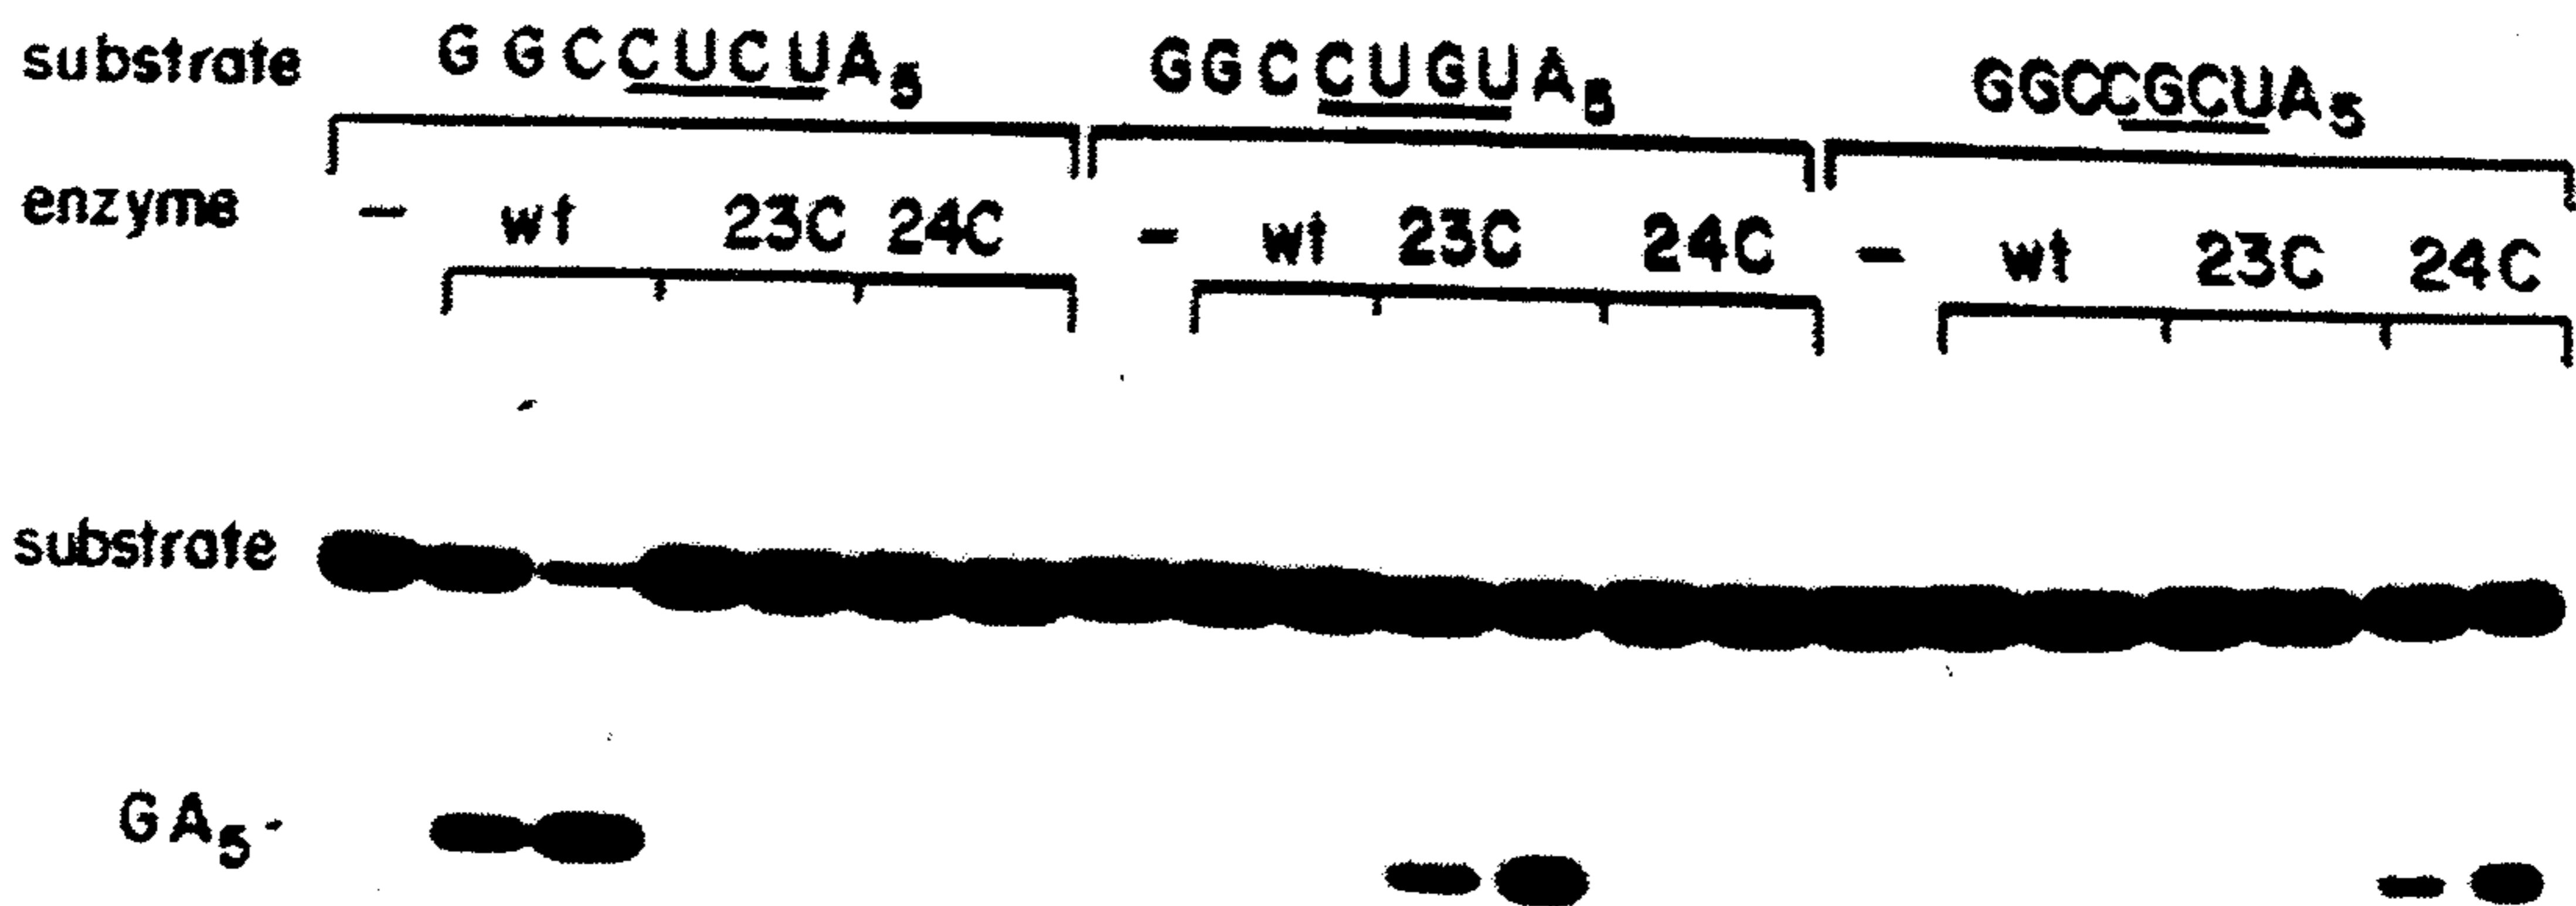 substrate GGCCUCUA5 GGCCUGUA5 GGCCGCUA5
enzyme - wt 23C 24C - wt 23C 24C - wt 23C 24C
substrate
GA5-